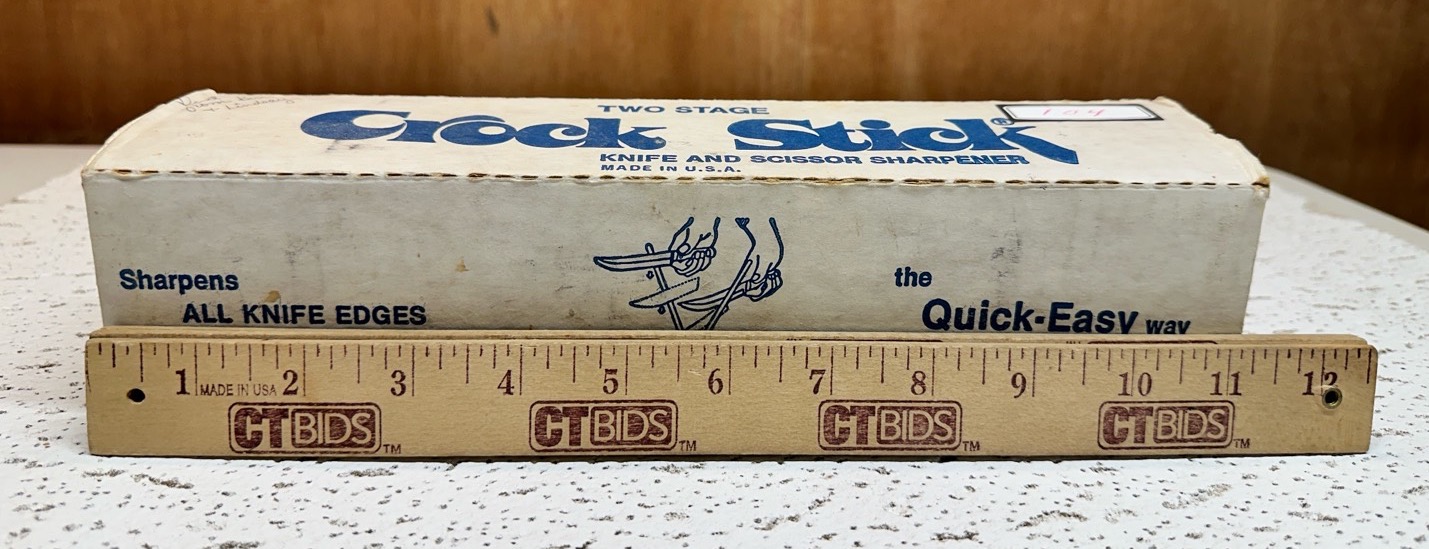 TWO STAGE
Crock Stick®
KNIFE AND SCISSOR SHARPENER
MADE IN U.S.A.
Sharpens
ALL KNIFE EDGES
the
Quick-Easy way
1 MADE IN USA 2 3 4 5 6 7 8 9 10 11 12
CTBIDS™ CTBIDS™ CTBIDS™ CTBIDS™